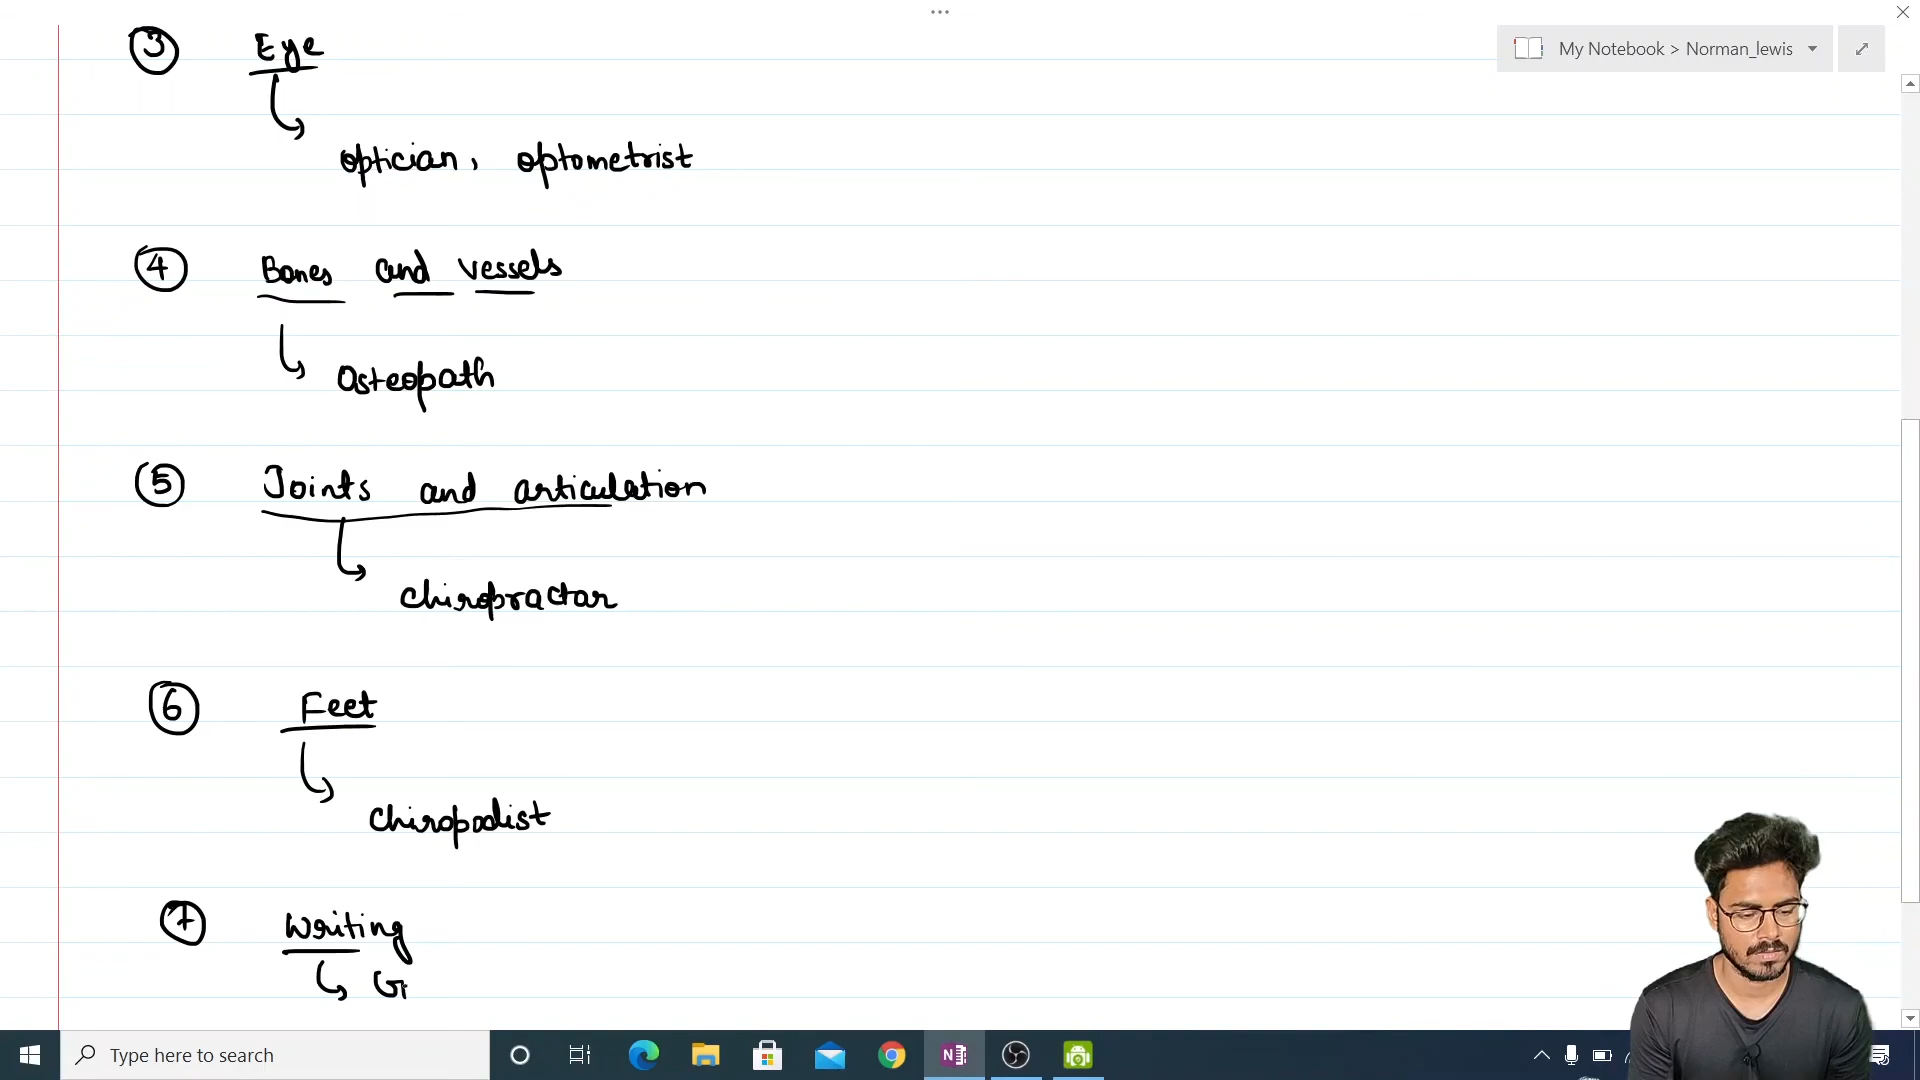 My Notebook > Norman_lewis
③ Eye
optician, optometrist
④ Bones and vessels
Osteopath
⑤ Joints and articulation
chiropractor
⑥ Feet
chiropodist
⑦ Writing
Type here to search